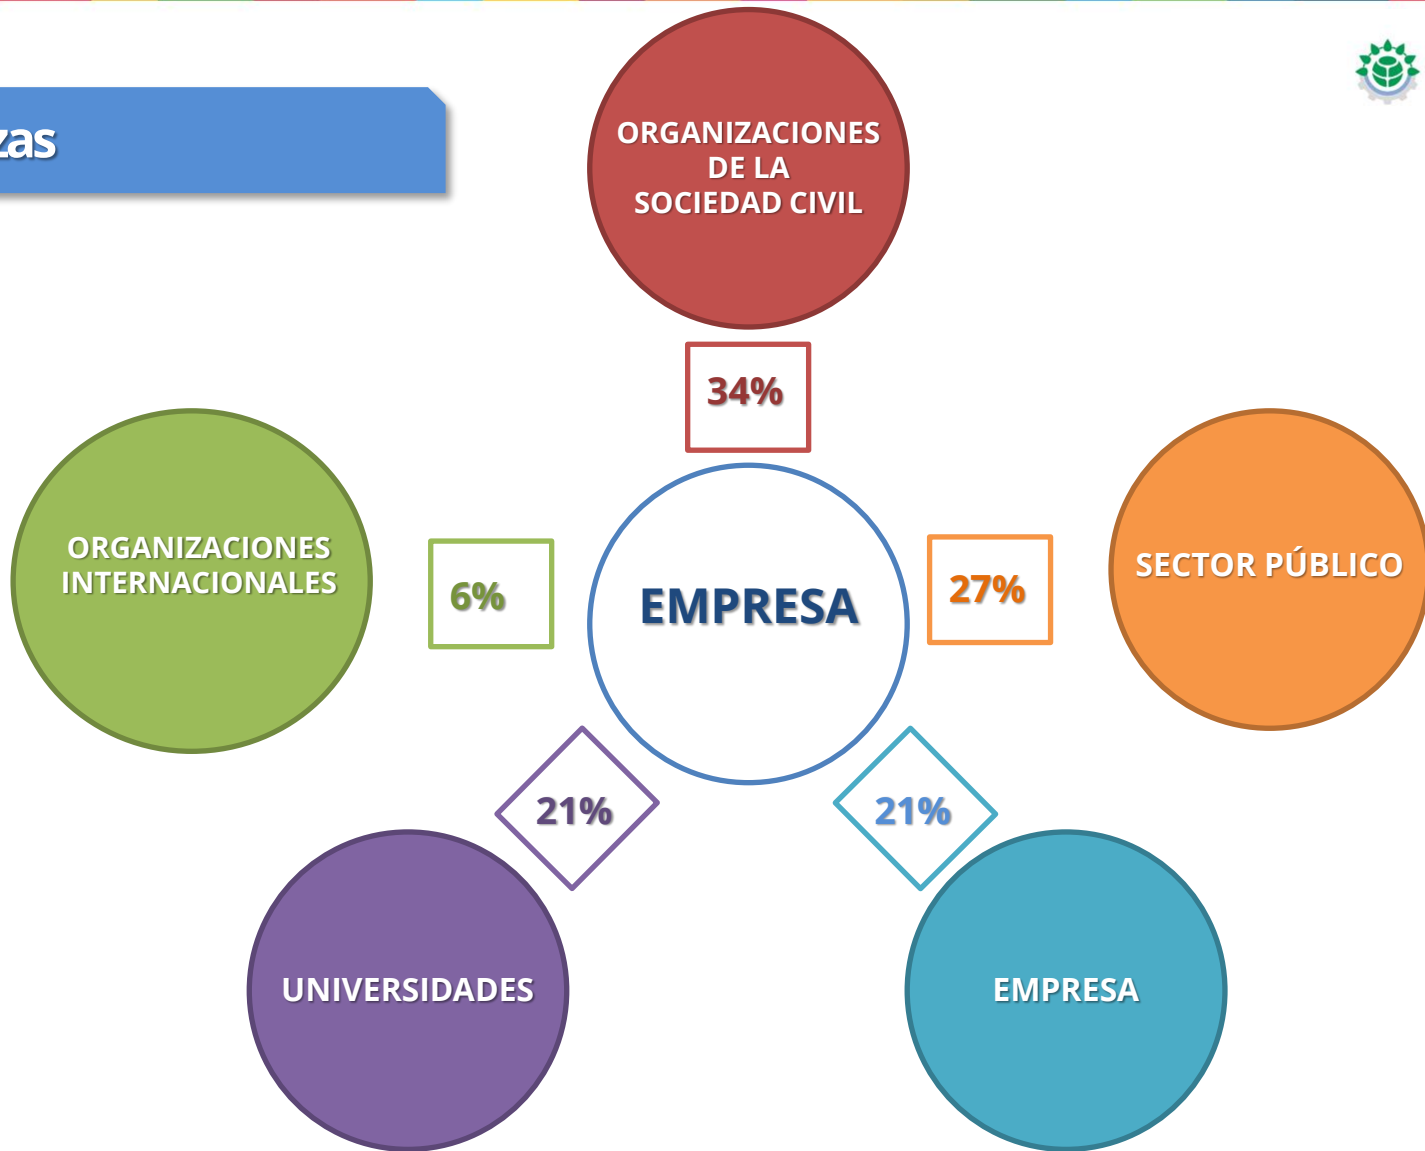 zas
ORGANIZACIONES
DE LA
SOCIEDAD CIVIL
34%
ORGANIZACIONES
INTERNACIONALES
6%
EMPRESA
27%
SECTOR PÚBLICO
21%
21%
UNIVERSIDADES
EMPRESA